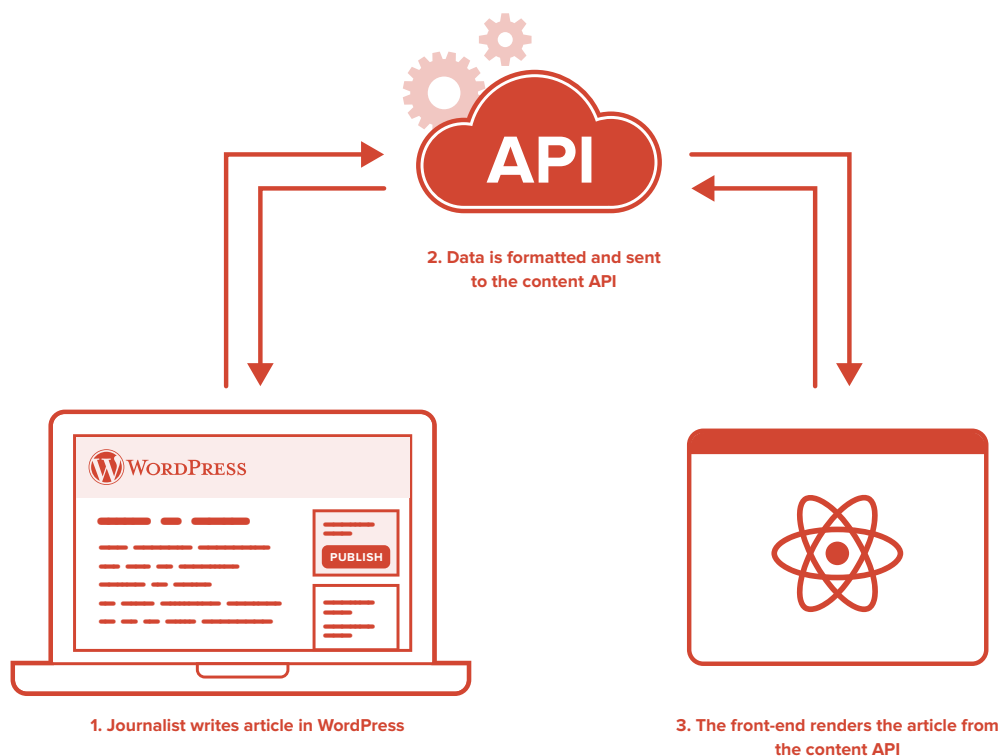 API
2. Data is formatted and sent
to the content API
WORDPRESS
PUBLISH
1. Journalist writes article in WordPress
3. The front-end renders the article from
the content API